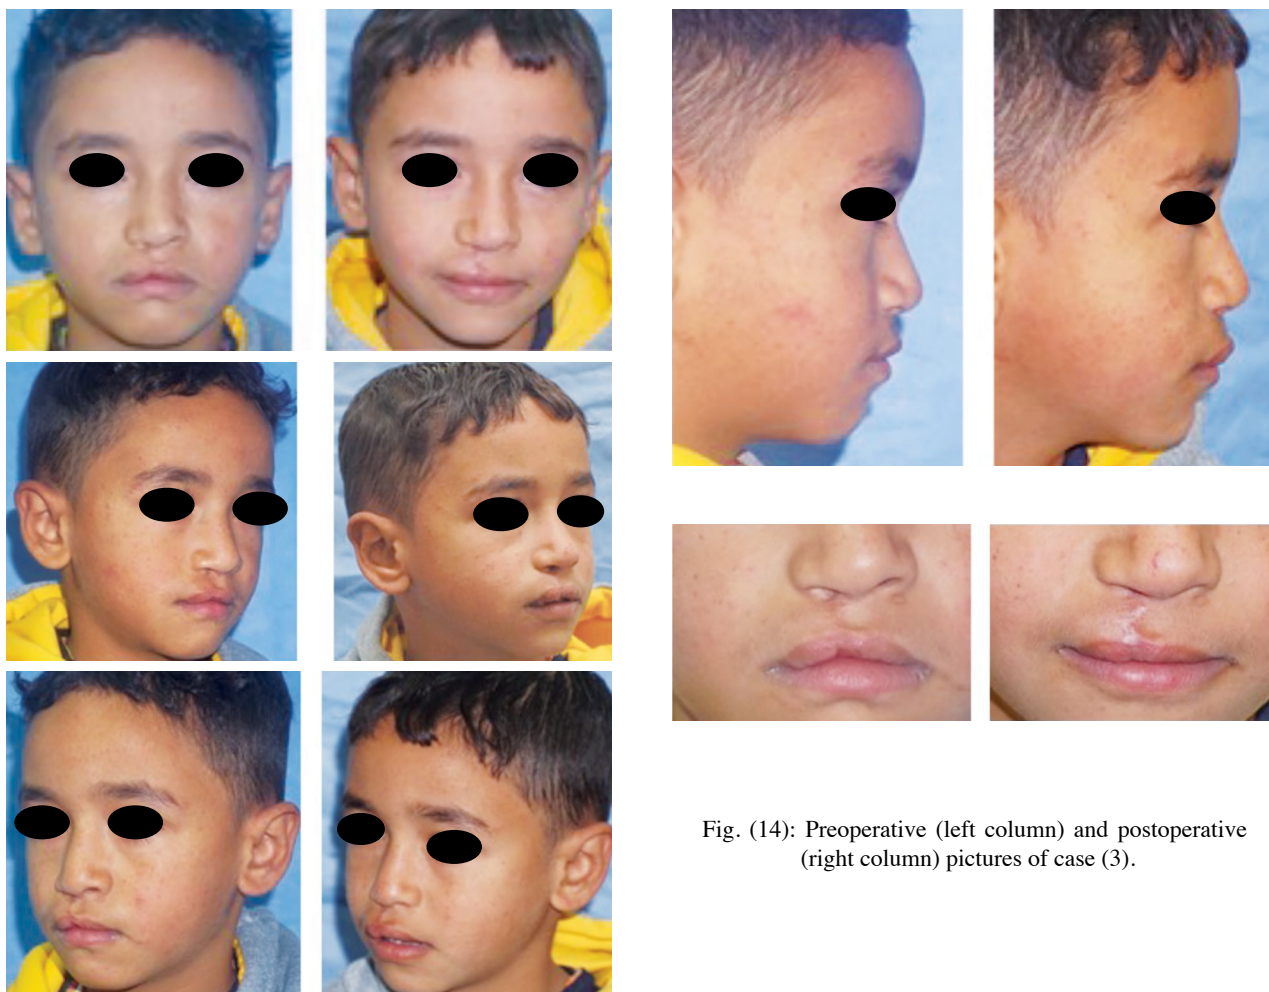 Fig. (14): Preoperative (left column) and postoperative
(right column) pictures of case (3).